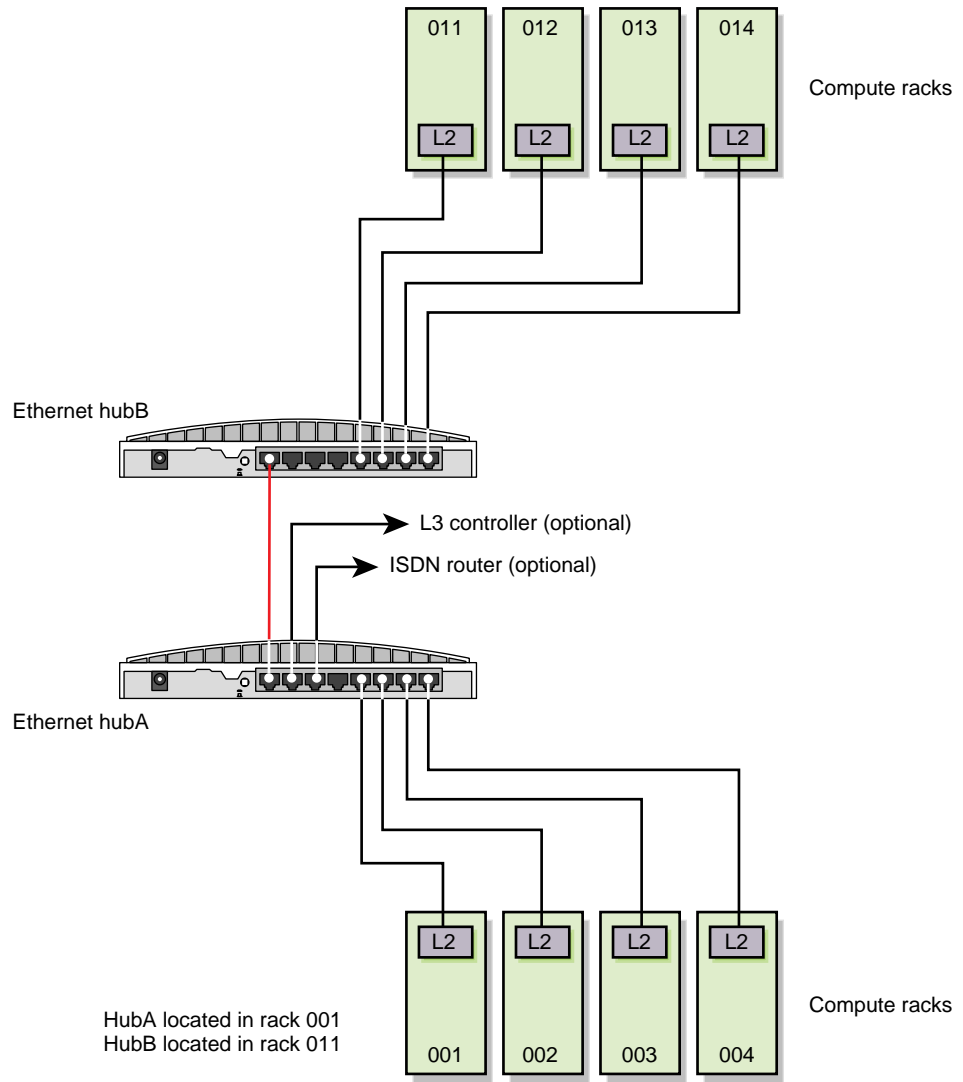 011 012 013 014
Compute racks
L2 L2 L2 L2
Ethernet hubB
L3 controller (optional)
ISDN router (optional)
Ethernet hubA
L2 L2 L2 L2
Compute racks
HubA located in rack 001
HubB located in rack 011
001 002 003 004